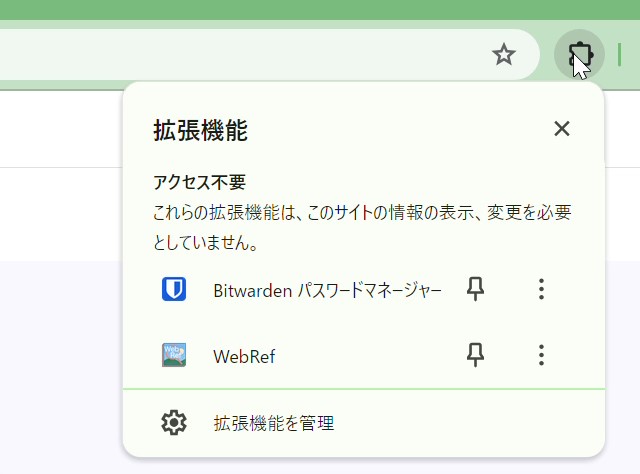 拡張機能
アクセス不要
これらの拡張機能は、このサイトの情報の表示、変更を必要
としていません。
Bitwarden パスワードマネージャー
Web
Ref
WebRef
拡張機能を管理